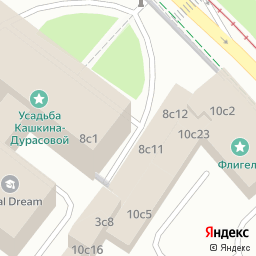 8с12
10с2
Усадьба
Кашкина-
Дурасовой
8с1
10с23
8с11
Флигел
al Dream
3с8
10с5
10с16
Яндекс